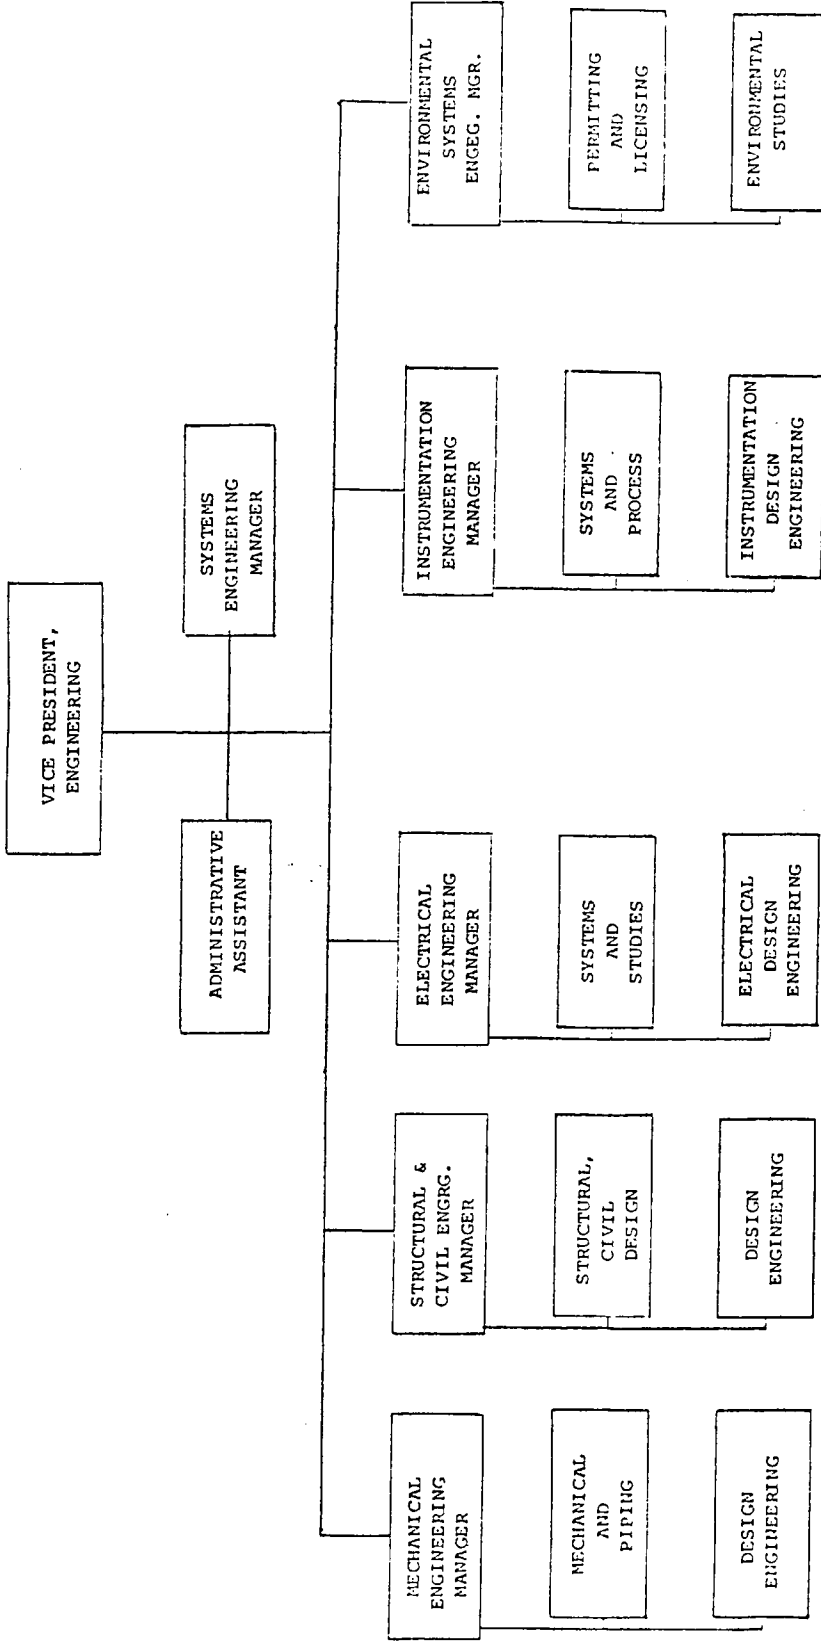 VICE PRESIDENT,
ENGINEERING
ADMINISTRATIVE
ASSISTANT
SYSTEMS
ENGINEERING
MANAGER
MECHANICAL
ENGINEERING
MANAGER
STRUCTURAL &
CIVIL ENGRG.
MANAGER
ELECTRICAL
ENGINEERING
MANAGER
INSTRUMENTATION
ENGINEERING
MANAGER
ENVIRONMENTAL
SYSTEMS
ENGEG. MGR.
MECHANICAL
AND
PIPING
STRUCTURAL,
CIVIL
DESIGN
SYSTEMS
AND
STUDIES
SYSTEMS
AND
PROCESS
PERMITTING
AND
LICENSING
DESIGN
ENGINEERING
DESIGN
ENGINEERING
ELECTRICAL
DESIGN
ENGINEERING
INSTRUMENTATION
DESIGN
ENGINEERING
ENVIRONMENTAL
STUDIES